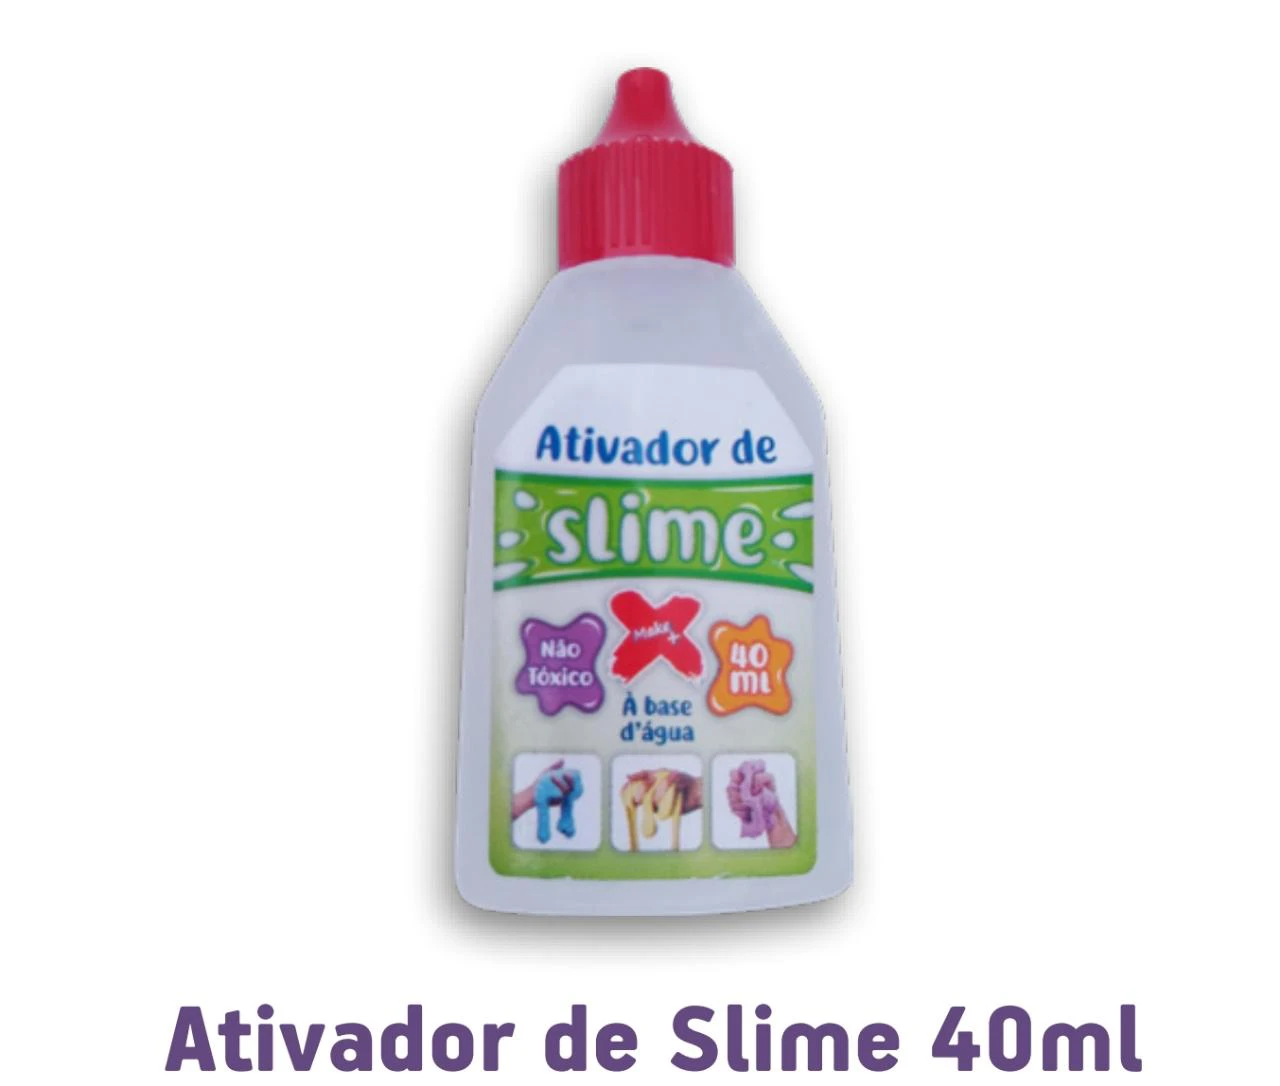 Ativador de
slime
Make
+
Não
Tóxico
40
ml
À base
d'água
Ativador de Slime 40ml